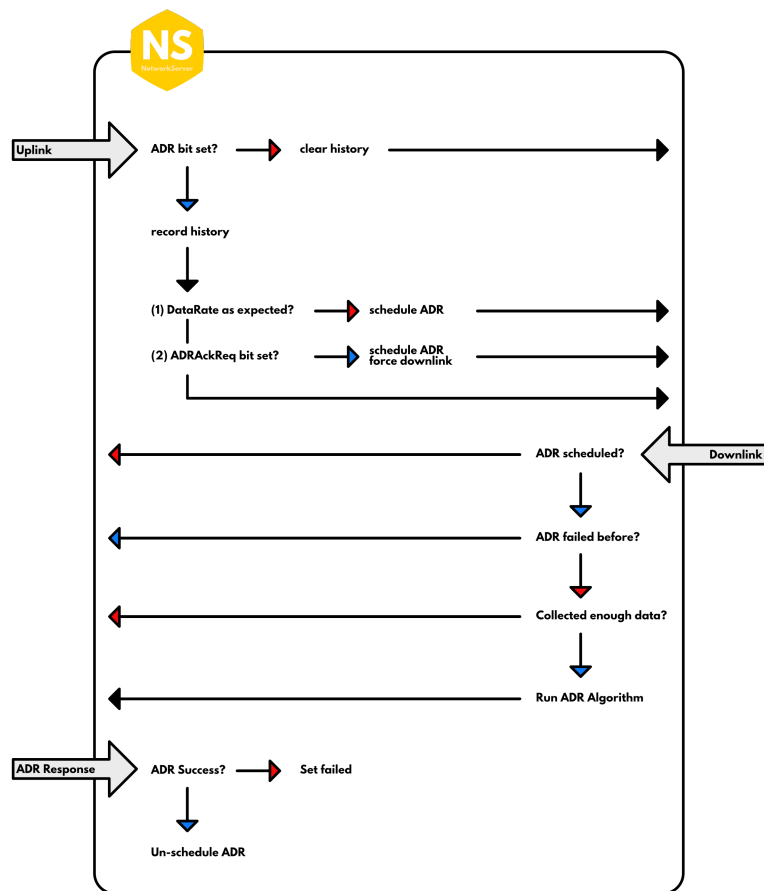 NS
NetworkServer
Uplink
ADR bit set?
clear history
record history
(1) DataRate as expected?
schedule ADR
(2) ADRAckReq bit set?
schedule ADR
force downlink
ADR scheduled?
Downlink
ADR failed before?
Collected enough data?
Run ADR Algorithm
ADR Response
ADR Success?
Set failed
Un-schedule ADR